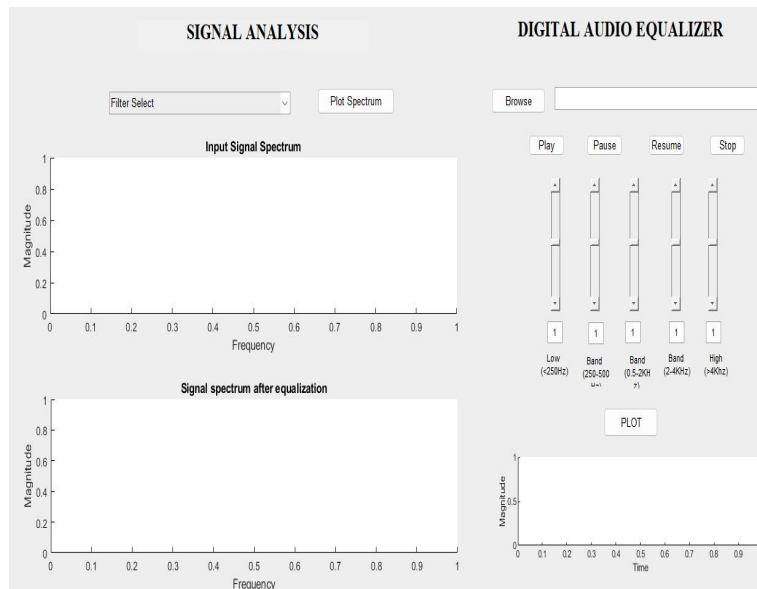 SIGNAL ANALYSIS
Filter Select
Plot Spectrum
Input Signal Spectrum
1
0.8
0.6
0.4
0.2
0
Magnitude
0 0.1 0.2 0.3 0.4 0.5 0.6 0.7 0.8 0.9 1
Frequency
Signal spectrum after equalization
1
0.8
0.6
0.4
0.2
0
Magnitude
0 0.1 0.2 0.3 0.4 0.5 0.6 0.7 0.8 0.9 1
Frequency
DIGITAL AUDIO EQUALIZER
Browse
Play Pause Resume Stop
1 1 1 1 1
Low
(<250Hz)
Band
(250-500
Band
(0.5-2KH
z)
Band
(2-4KHz)
High
(>4Khz)
PLOT
1
0.5
0
Magnitude
0 0.1 0.2 0.3 0.4 0.5 0.6 0.7 0.8 0.9
Time